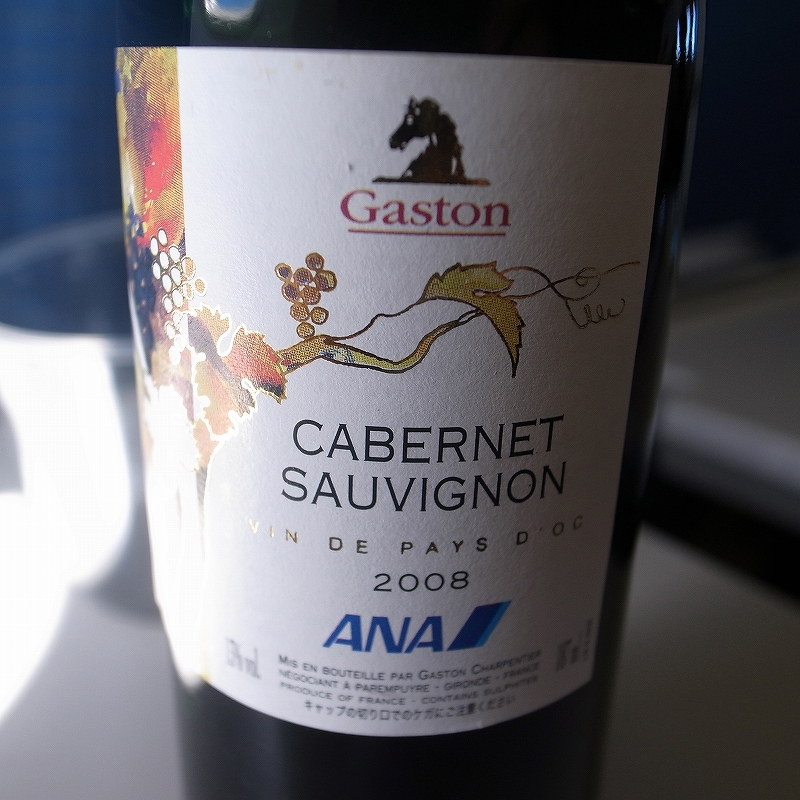 Gaston
CABERNET
SAUVIGNON
VIN DE PAYS D'OC
2008
ANA
MIS EN BOUTEILLE PAR GASTON CHARPENTIER
NÉGOCIANT À PAREMPUYRE - GIRONDE - FRANCE
PRODUCE OF FRANCE - CONTAINS SULPHITES
キャップの切り口でのケガにご注意ください